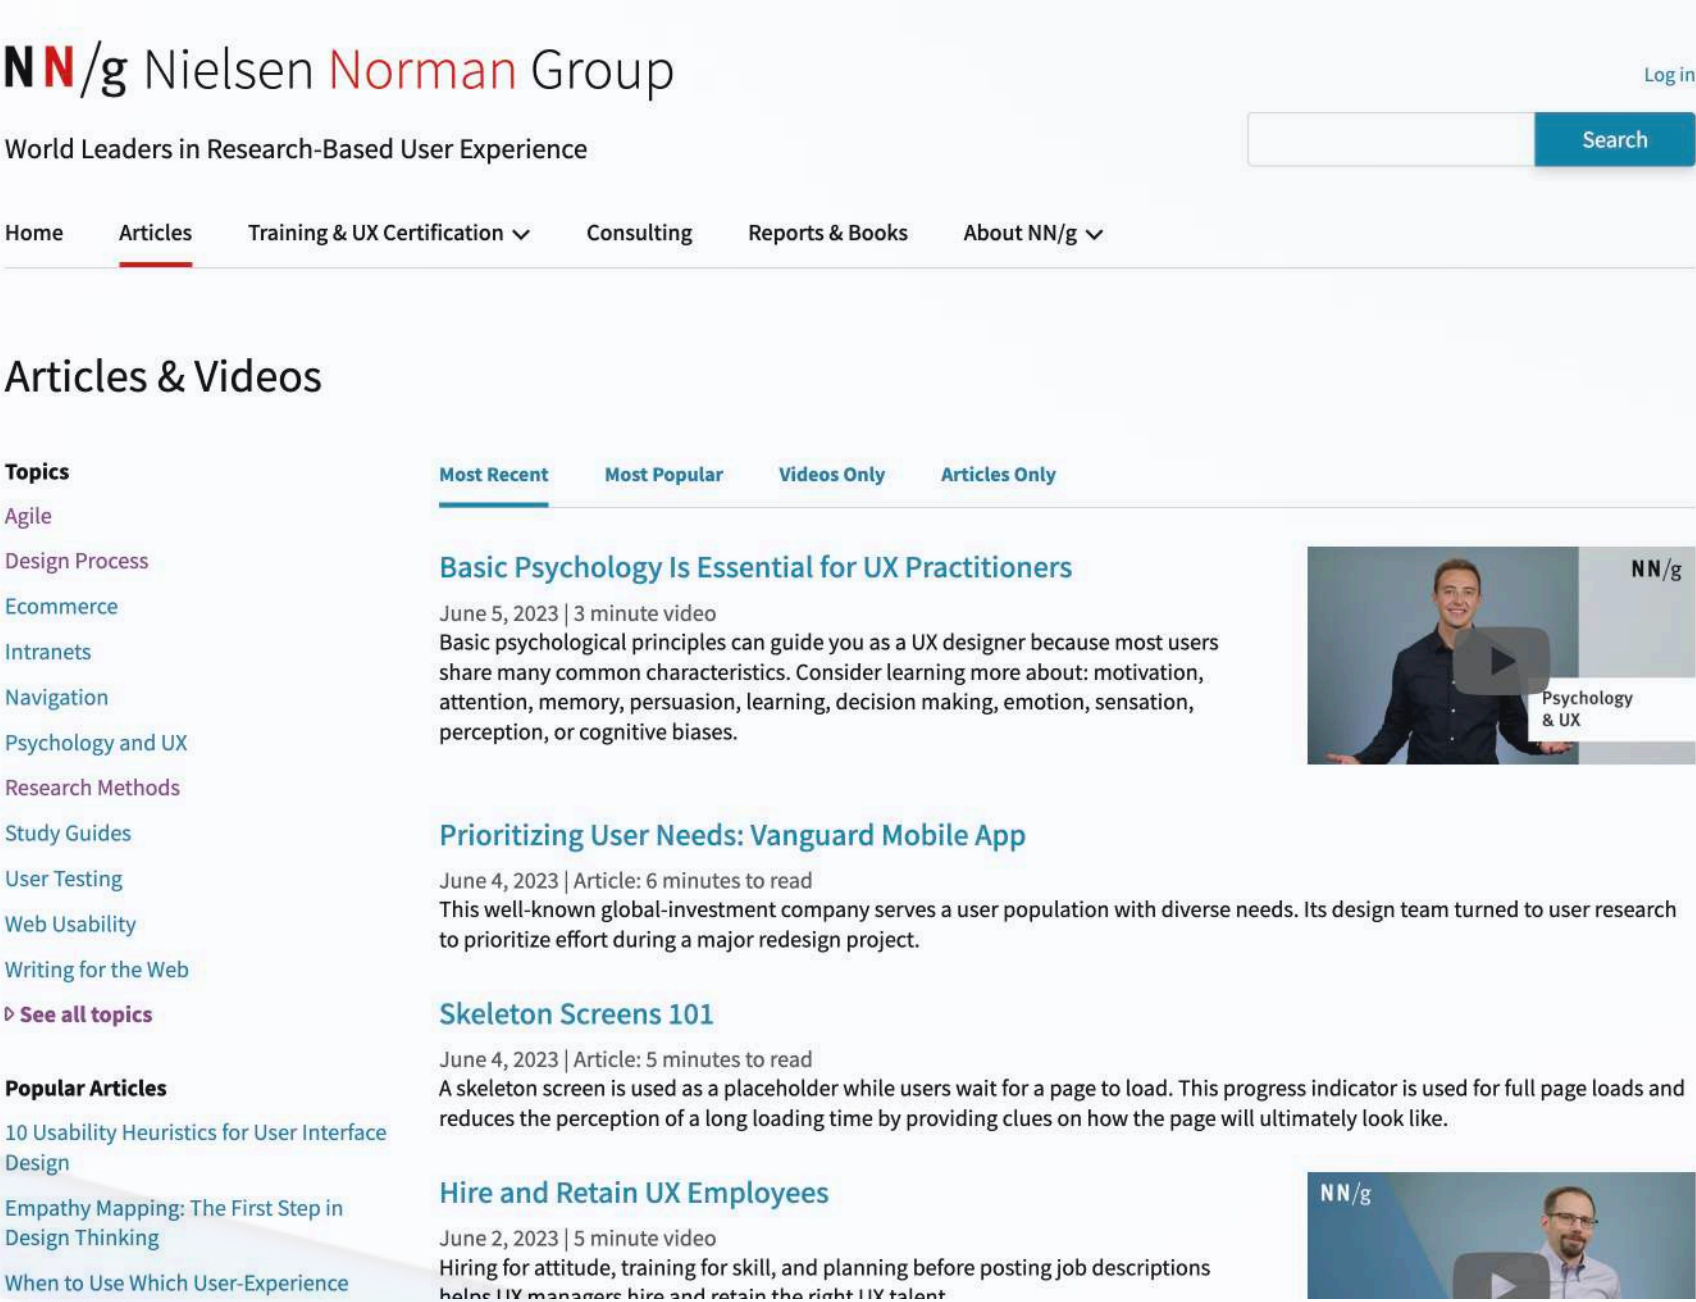 NN/g Nielsen Norman Group
Log in
World Leaders in Research-Based User Experience
Search
Home Articles Training & UX Certification Consulting Reports & Books About NN/g
Articles & Videos
Topics
Agile
Design Process
Ecommerce
Intranets
Navigation
Psychology and UX
Research Methods
Study Guides
User Testing
Web Usability
Writing for the Web
See all topics
Popular Articles
10 Usability Heuristics for User Interface
Design
Empathy Mapping: The First Step in
Design Thinking
When to Use Which User-Experience
Most Recent Most Popular Videos Only Articles Only
Basic Psychology Is Essential for UX Practitioners
June 5, 2023 | 3 minute video
Basic psychological principles can guide you as a UX designer because most users
share many common characteristics. Consider learning more about: motivation,
attention, memory, persuasion, learning, decision making, emotion, sensation,
perception, or cognitive biases.
NN/g
Psychology
& UX
Prioritizing User Needs: Vanguard Mobile App
June 4, 2023 | Article: 6 minutes to read
This well-known global-investment company serves a user population with diverse needs. Its design team turned to user research
to prioritize effort during a major redesign project.
Skeleton Screens 101
June 4, 2023 | Article: 5 minutes to read
A skeleton screen is used as a placeholder while users wait for a page to load. This progress indicator is used for full page loads and
reduces the perception of a long loading time by providing clues on how the page will ultimately look like.
Hire and Retain UX Employees
June 2, 2023 | 5 minute video
Hiring for attitude, training for skill, and planning before posting job descriptions
helps UX managers hire and retain the right UX talent
NN/g